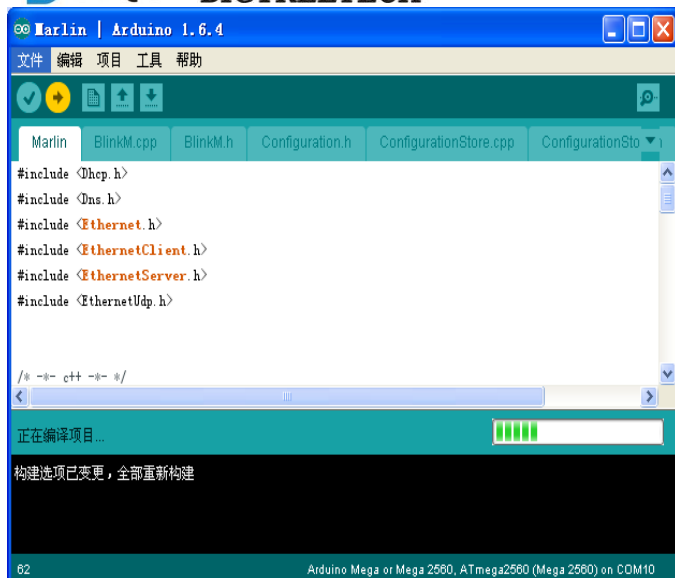 Marlin | Arduino 1.6.4
文件 编辑 项目 工具 帮助
Marlin BlinkM.cpp BlinkM.h Configuration.h ConfigurationStore.cpp ConfigurationSto
#include <Dhcp.h>
#include <Dns.h>
#include <Ethernet.h>
#include <EthernetClient.h>
#include <EthernetServer.h>
#include <EthernetUdp.h>
/* -*- c++ -*- */
正在编译项目...
构建选项已变更，全部重新构建
62 Arduino Mega or Mega 2560, ATmega2560 (Mega 2560) on COM10